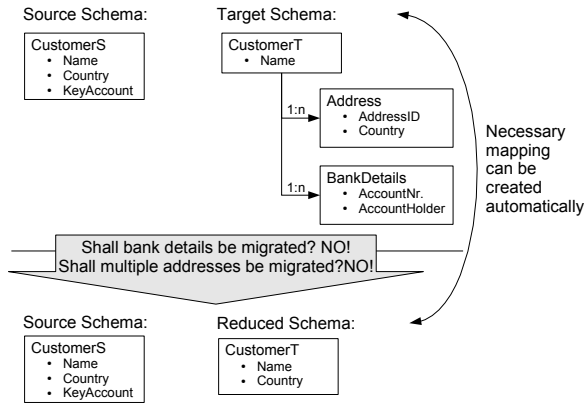 Source Schema:
Target Schema:
CustomerS
• Name
• Country
• KeyAccount
CustomerT
• Name
1:n
Address
• AddressID
• Country
1:n
BankDetails
• AccountNr.
• AccountHolder
Necessary
mapping
can be
created
automatically
Shall bank details be migrated? NO!
Shall multiple addresses be migrated?NO!
Source Schema:
Reduced Schema:
CustomerS
• Name
• Country
• KeyAccount
CustomerT
• Name
• Country